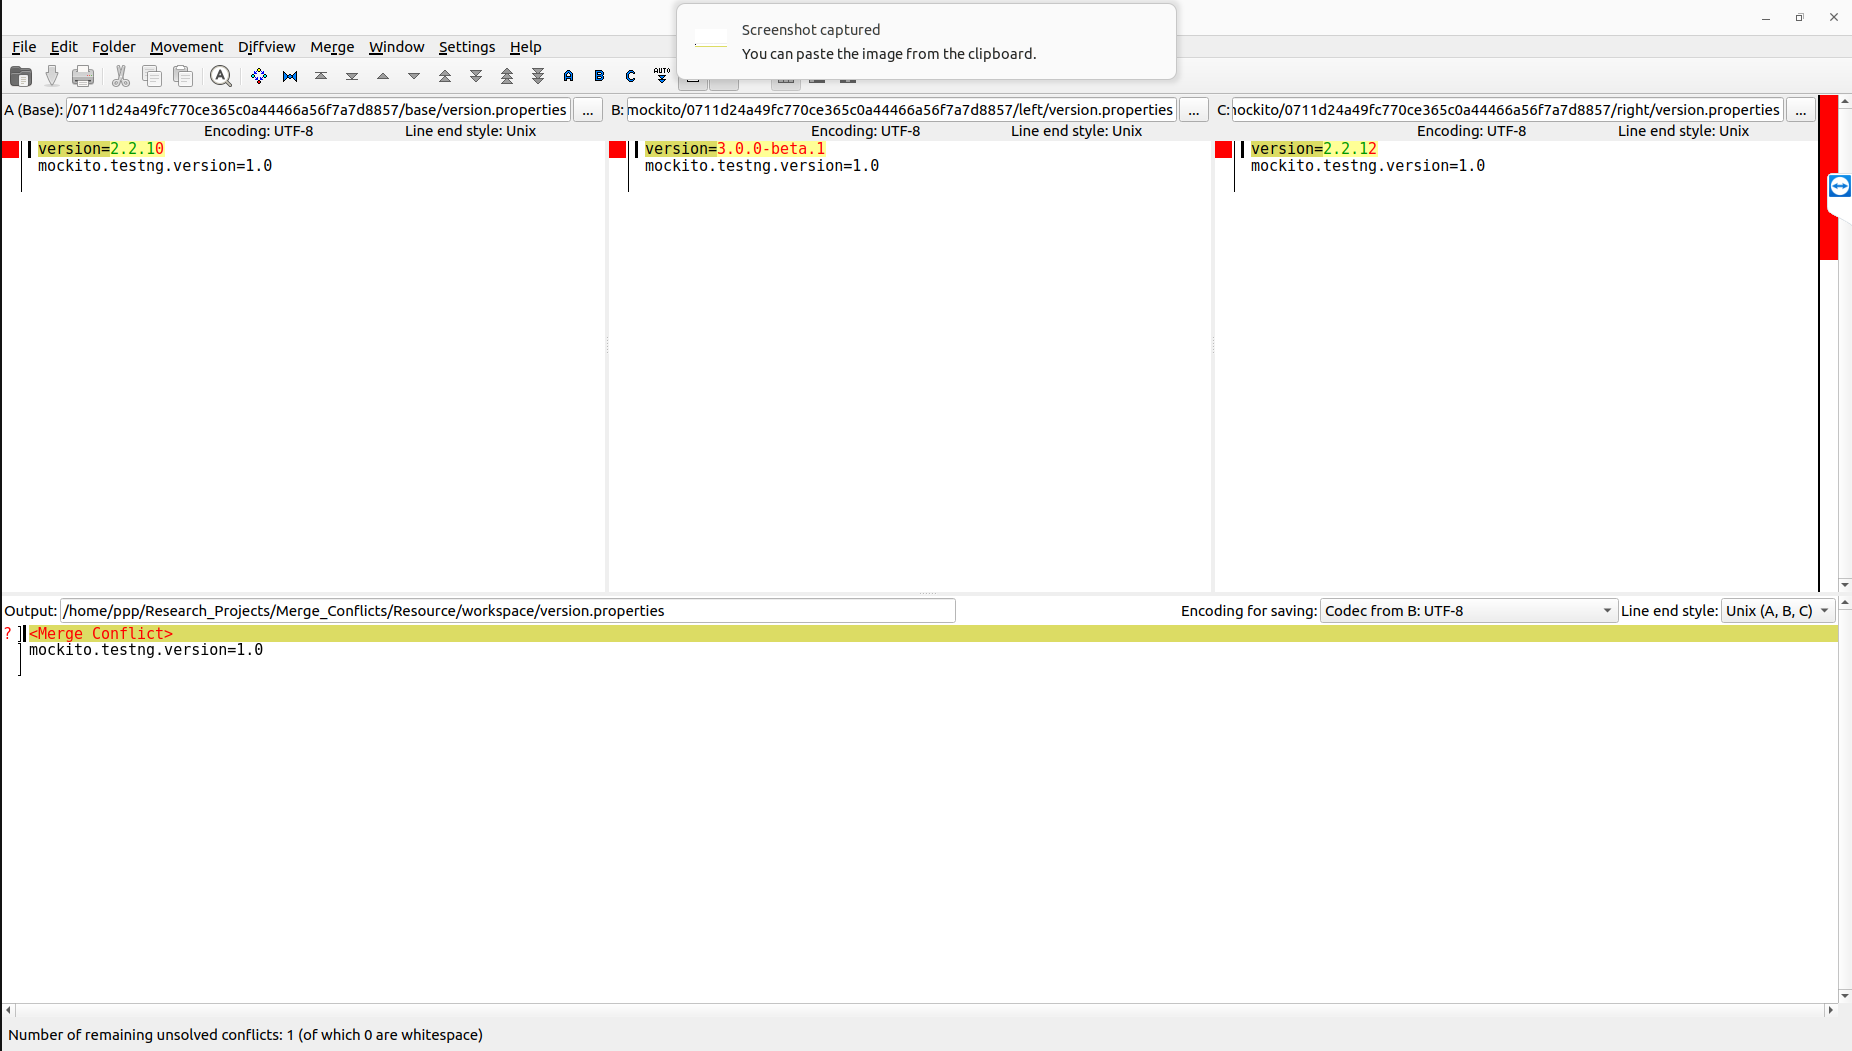 Screenshot captured
You can paste the image from the clipboard.
File Edit Folder Movement Diffview Merge Window Settings Help
A B C AUTO
A (Base): /0711d24a49fc770ce365c0a44466a56f7a7d8857/base/version.properties ... B: mockito/0711d24a49fc770ce365c0a44466a56f7a7d8857/left/version.properties ... C: mockito/0711d24a49fc770ce365c0a44466a56f7a7d8857/right/version.properties ...
Encoding: UTF-8 Line end style: Unix Encoding: UTF-8 Line end style: Unix Encoding: UTF-8 Line end style: Unix
version=2.2.10 version=3.0.0-beta.1 version=2.2.12
mockito.testng.version=1.0 mockito.testng.version=1.0 mockito.testng.version=1.0
Output: /home/ppp/Research_Projects/Merge_Conflicts/Resource/workspace/version.properties Encoding for saving: Codec from B: UTF-8 Line end style: Unix (A, B, C)
? <Merge Conflict>
mockito.testng.version=1.0
Number of remaining unsolved conflicts: 1 (of which 0 are whitespace)